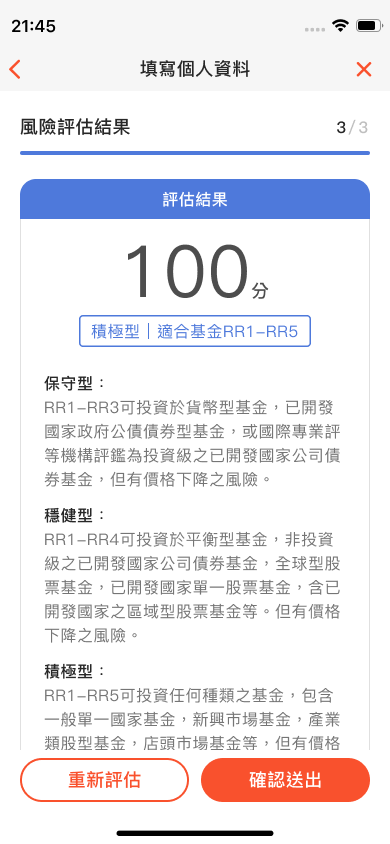 21:45
填寫個人資料
風險評估結果
3/3
評估結果
100分
積極型｜適合基金RR1-RR5
保守型：
RR1-RR3可投資於貨幣型基金，已開發
國家政府公債債券型基金，或國際專業評
等機構評鑑為投資級之已開發國家公司債
券基金，但有價格下降之風險。
穩健型：
RR1-RR4可投資於平衡型基金，非投資
級之已開發國家公司債券基金，全球型股
票基金，已開發國家單一股票基金，含已
開發國家之區域型股票基金等。但有價格
下降之風險。
積極型：
RR1-RR5可投資任何種類之基金，包含
一般單一國家基金，新興市場基金，產業
類股型基金，店頭市場基金等，但有價格
重新評估
確認送出